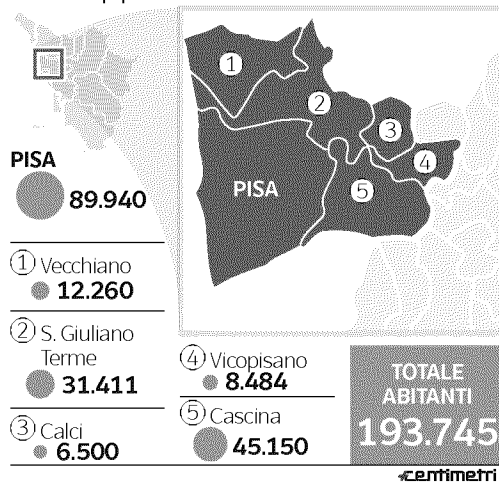 PISA
89.940
1 Vecchiano
12.260
2 S. Giuliano
Terme
31.411
3 Calci
6.500
4 Vicopisano
8.484
5 Cascina
45.150
TOTALE
ABITANTI
193.745
1
2
3
4
5
PISA
centimetri